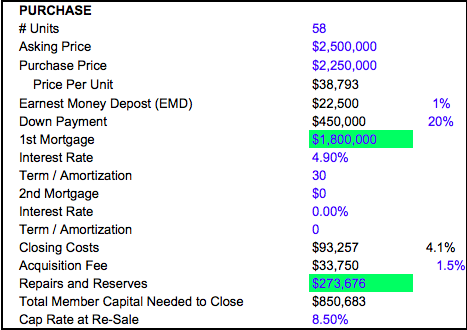 PURCHASE
# Units 58
Asking Price $2,500,000
Purchase Price $2,250,000
Price Per Unit $38,793
Earnest Money Depost (EMD) $22,500 1%
Down Payment $450,000 20%
1st Mortgage $1,800,000
Interest Rate 4.90%
Term / Amortization 30
2nd Mortgage $0
Interest Rate 0.00%
Term / Amortization 0
Closing Costs $93,257 4.1%
Acquisition Fee $33,750 1.5%
Repairs and Reserves $273,676
Total Member Capital Needed to Close $850,683
Cap Rate at Re-Sale 8.50%